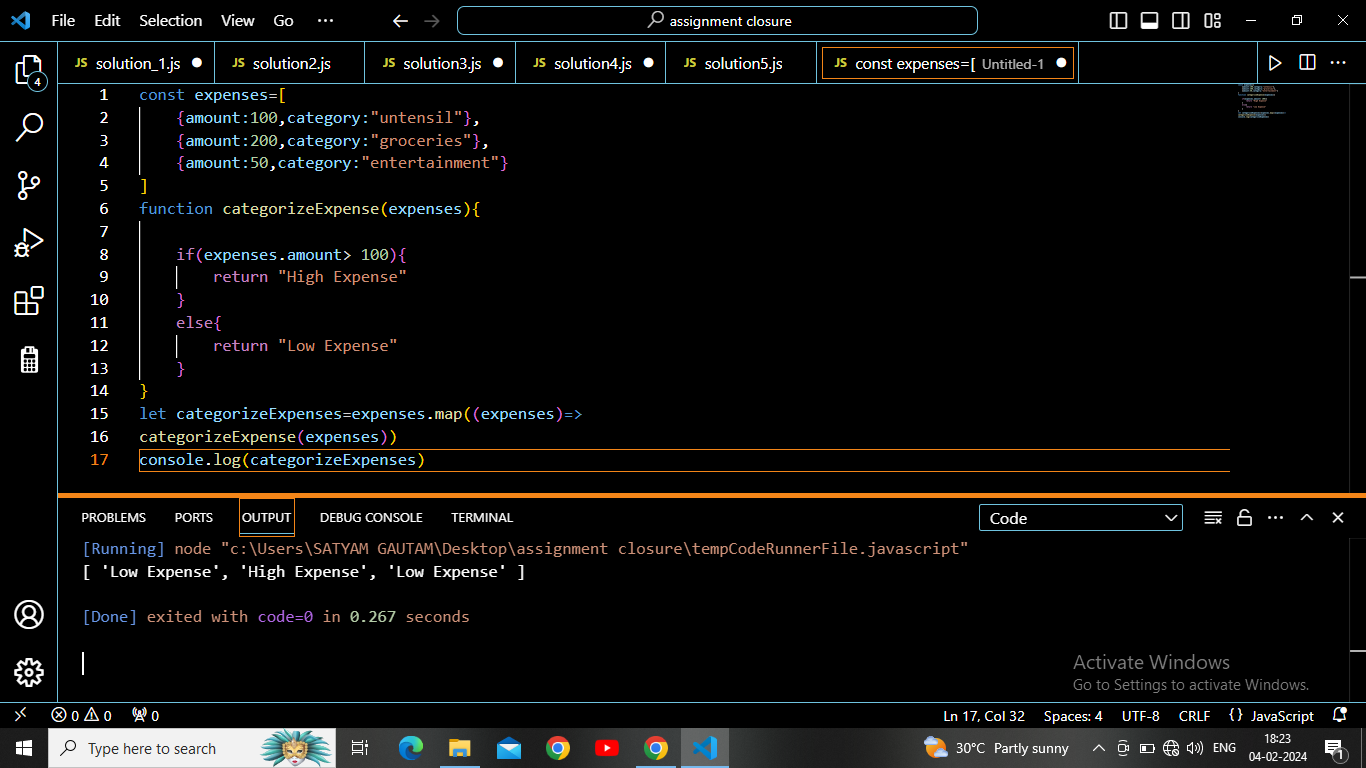 File Edit Selection View Go ··· assignment closure
JS solution_1.js JS solution2.js JS solution3.js JS solution4.js JS solution5.js JS const expenses=[ Untitled-1
4
1 const expenses=[
2 {amount:100,category:"untensil"},
3 {amount:200,category:"groceries"},
4 {amount:50,category:"entertainment"}
5 ]
6 function categorizeExpense(expenses){
7
8 if(expenses.amount> 100){
9 return "High Expense"
10 }
11 else{
12 return "Low Expense"
13 }
14 }
15 let categorizeExpenses=expenses.map((expenses)=>
16 categorizeExpense(expenses))
17 console.log(categorizeExpenses)
PROBLEMS PORTS OUTPUT DEBUG CONSOLE TERMINAL Code
[Running] node "c:\Users\SATYAM GAUTAM\Desktop\assignment closure\tempCodeRunnerFile.javascript"
[ 'Low Expense', 'High Expense', 'Low Expense' ]
[Done] exited with code=0 in 0.267 seconds
Activate Windows
Go to Settings to activate Windows.
0 0 0 Ln 17, Col 32 Spaces: 4 UTF-8 CRLF {} JavaScript
Type here to search 30°C Partly sunny ENG 18:23
04-02-2024 1